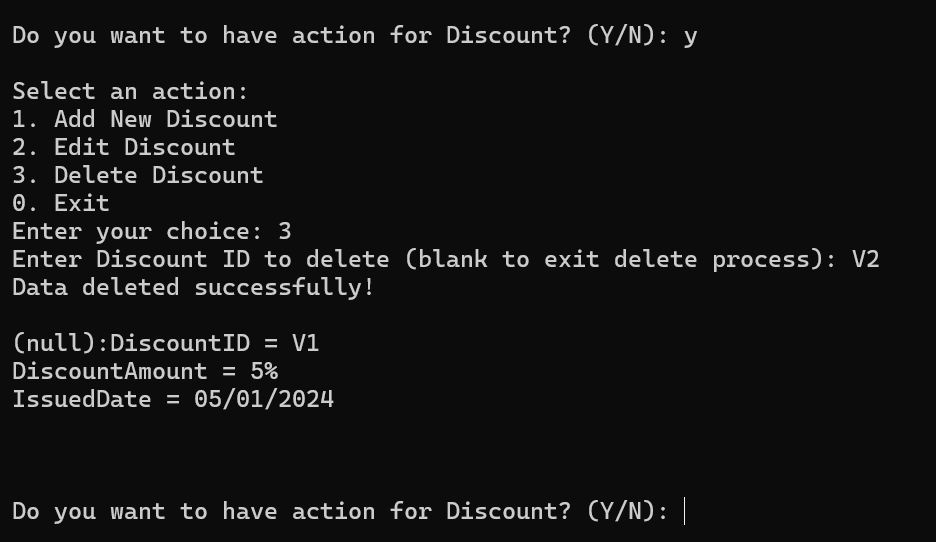 Do you want to have action for Discount? (Y/N): y
Select an action:
1. Add New Discount
2. Edit Discount
3. Delete Discount
0. Exit
Enter your choice: 3
Enter Discount ID to delete (blank to exit delete process): V2
Data deleted successfully!
(null):DiscountID = V1
DiscountAmount = 5%
IssuedDate = 05/01/2024
Do you want to have action for Discount? (Y/N):